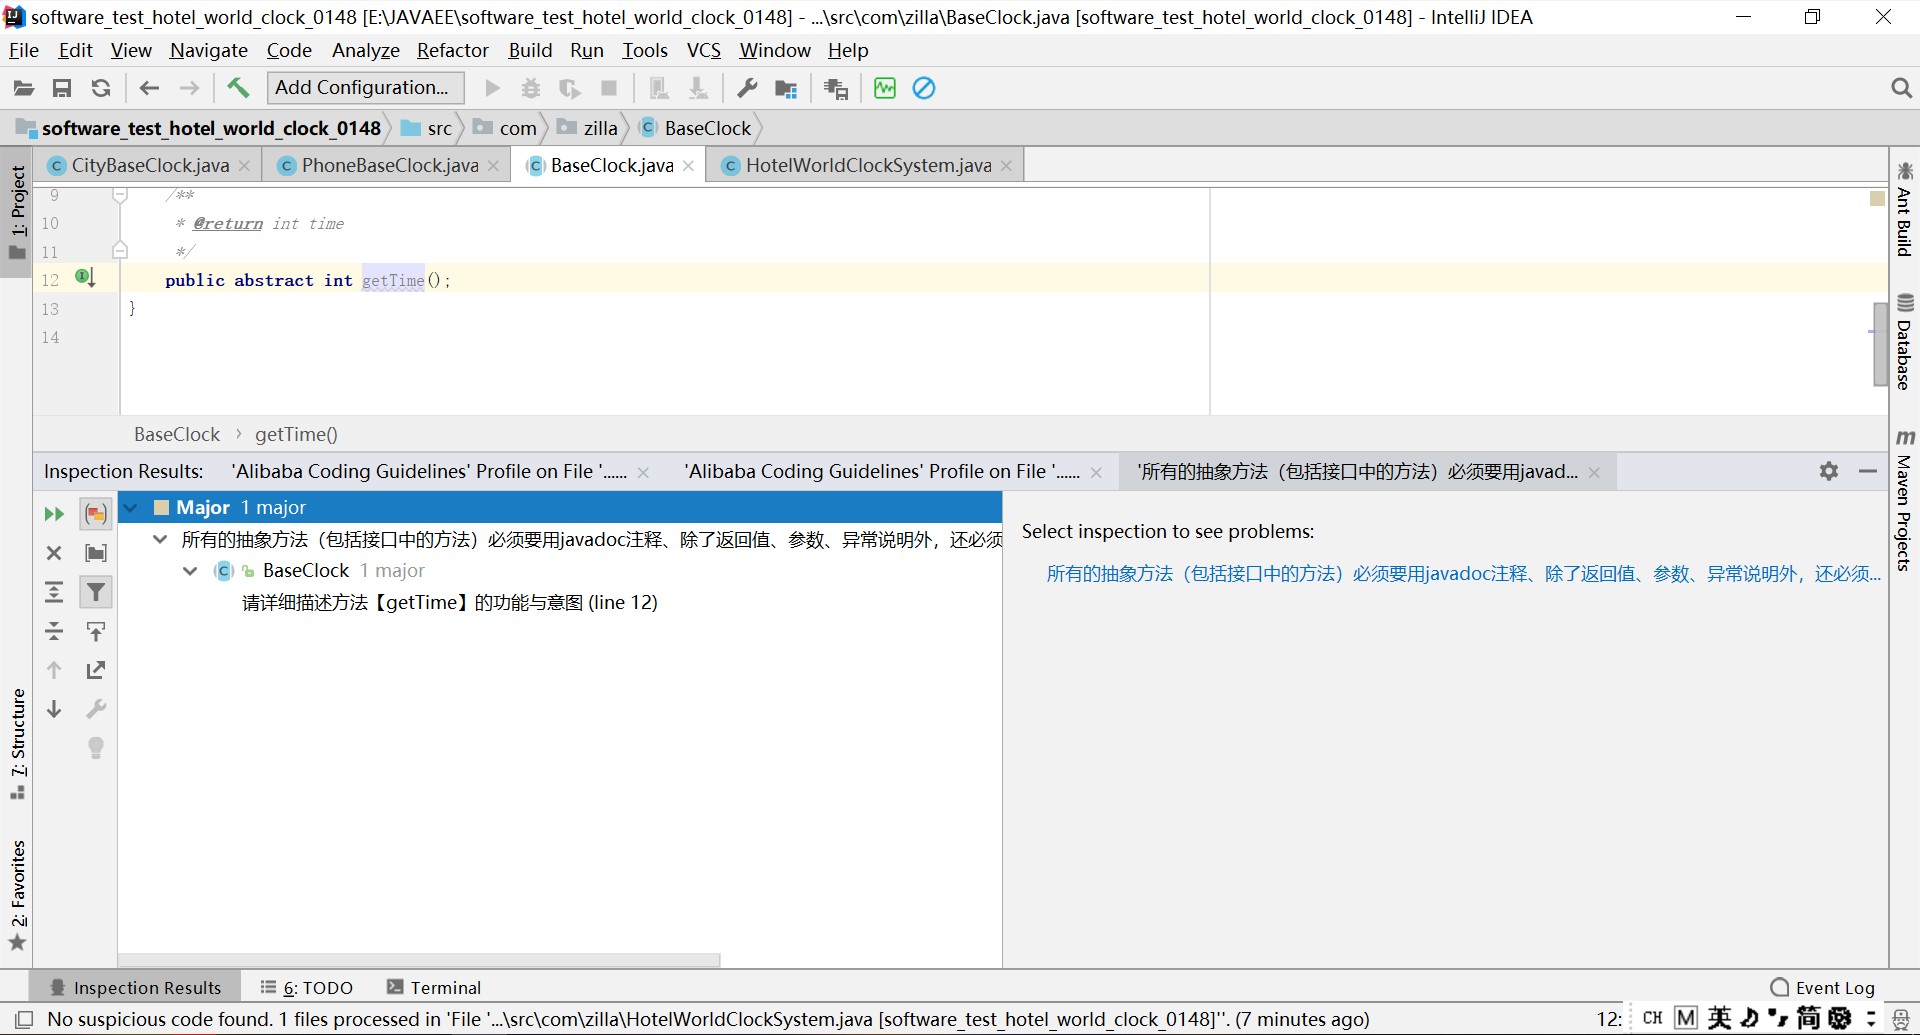 software_test_hotel_world_clock_0148 [E:\JAVAEE\software_test_hotel_world_clock_0148] - ...\src\com\zilla\BaseClock.java [software_test_hotel_world_clock_0148] - IntelliJ IDEA
File Edit View Navigate Code Analyze Refactor Build Run Tools VCS Window Help
Add Configuration...
software_test_hotel_world_clock_0148 src com zilla BaseClock
CityBaseClock.java PhoneBaseClock.java BaseClock.java HotelWorldClockSystem.java
1: Project
7: Structure
2: Favorites
9 /**
10 * @return int time
11 */
12 public abstract int getTime();
13 }
14
BaseClock › getTime()
Ant Build
Database
Maven Projects
Inspection Results: 'Alibaba Coding Guidelines' Profile on File '...... 'Alibaba Coding Guidelines' Profile on File '...... '所有的抽象方法（包括接口中的方法）必须要用javad...
Major 1 major
所有的抽象方法（包括接口中的方法）必须要用javadoc注释、除了返回值、参数、异常说明外，还必须
BaseClock 1 major
请详细描述方法【getTime】的功能与意图 (line 12)
Select inspection to see problems:
所有的抽象方法（包括接口中的方法）必须要用javadoc注释、除了返回值、参数、异常说明外，还必须...
Inspection Results 6: TODO Terminal Event Log
No suspicious code found. 1 files processed in 'File '...\src\com\zilla\HotelWorldClockSystem.java [software_test_hotel_world_clock_0148]''. (7 minutes ago) 12: CH M 英 简